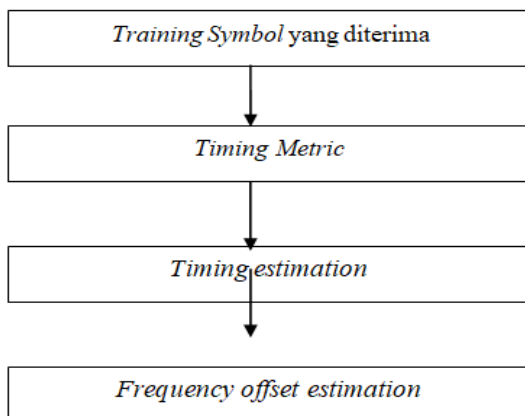 Training Symbol yang diterima
Timing Metric
Timing estimation
Frequency offset estimation